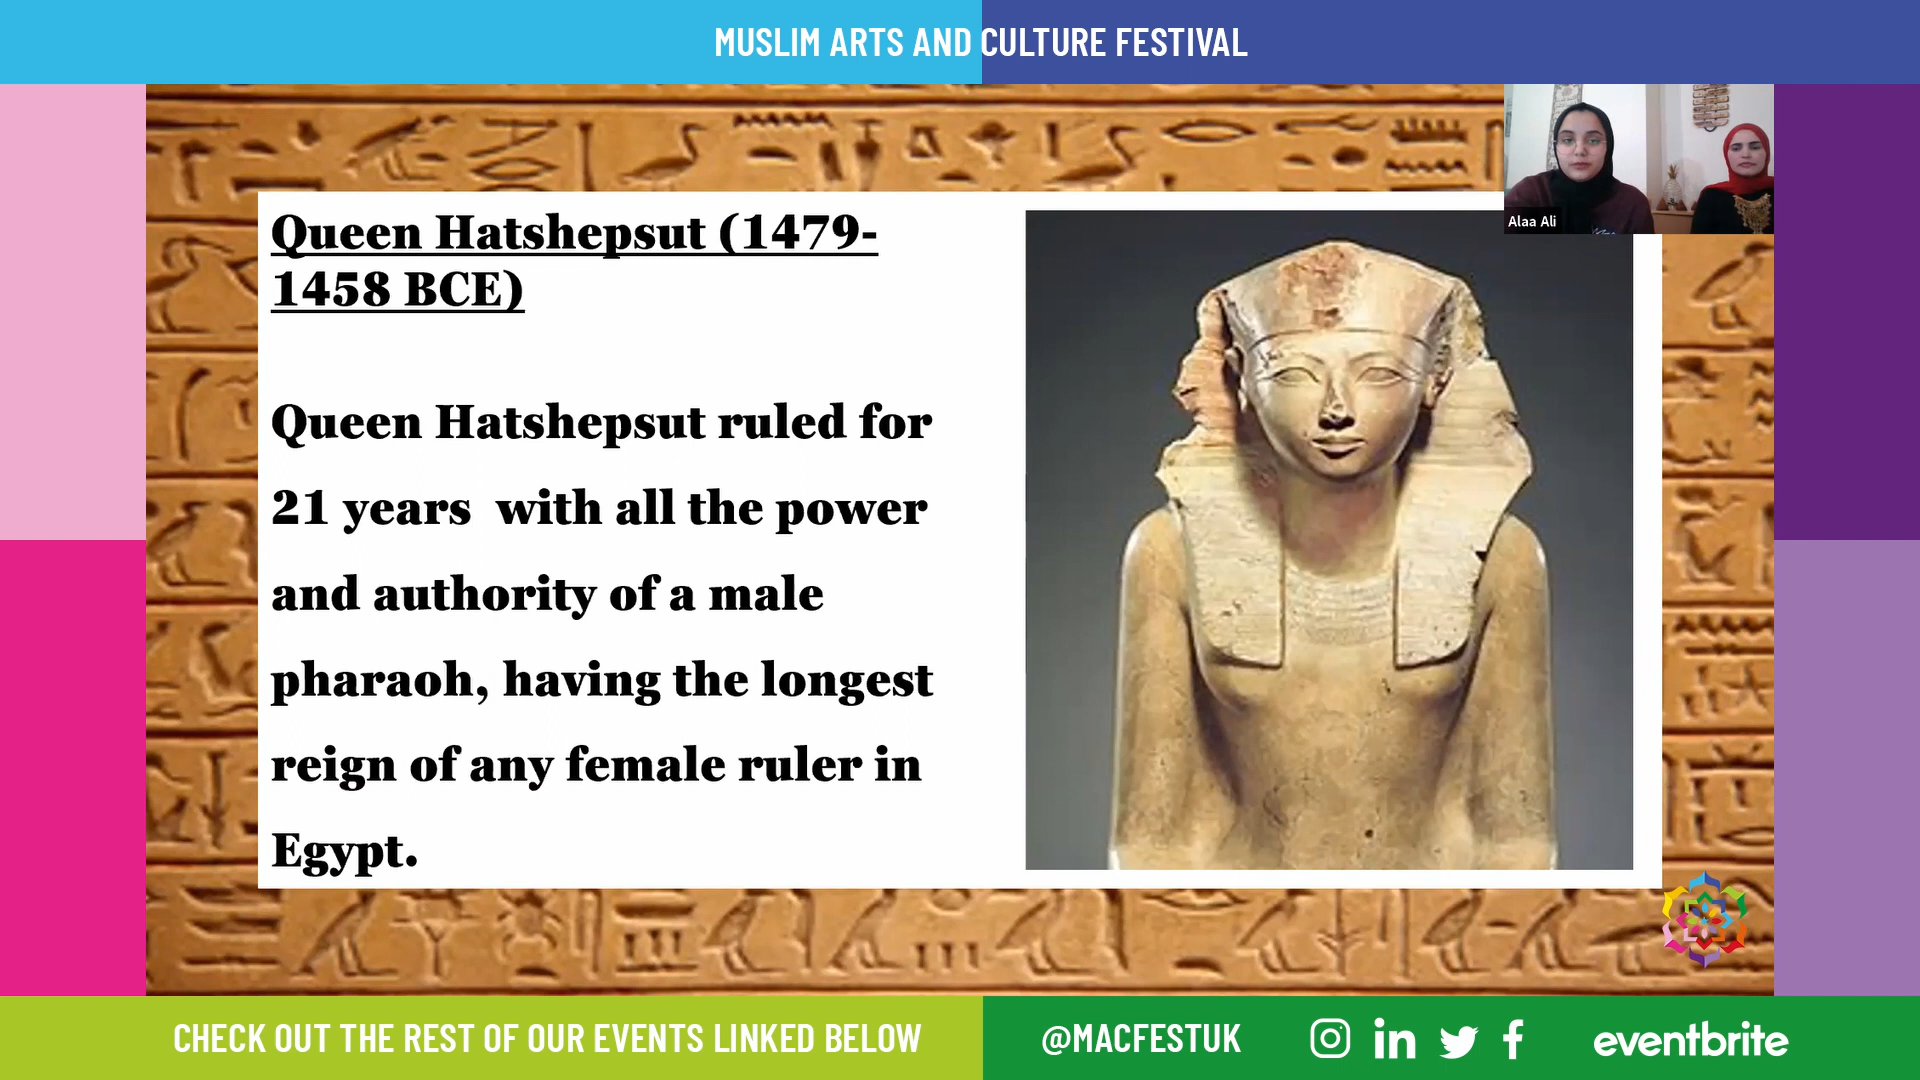 MUSLIM ARTS AND CULTURE FESTIVAL
Alaa Ali
Queen Hatshepsut (1479-
1458 BCE)
Queen Hatshepsut ruled for
21 years with all the power
and authority of a male
pharaoh, having the longest
reign of any female ruler in
Egypt.
CHECK OUT THE REST OF OUR EVENTS LINKED BELOW
@MACFESTUK
eventbrite